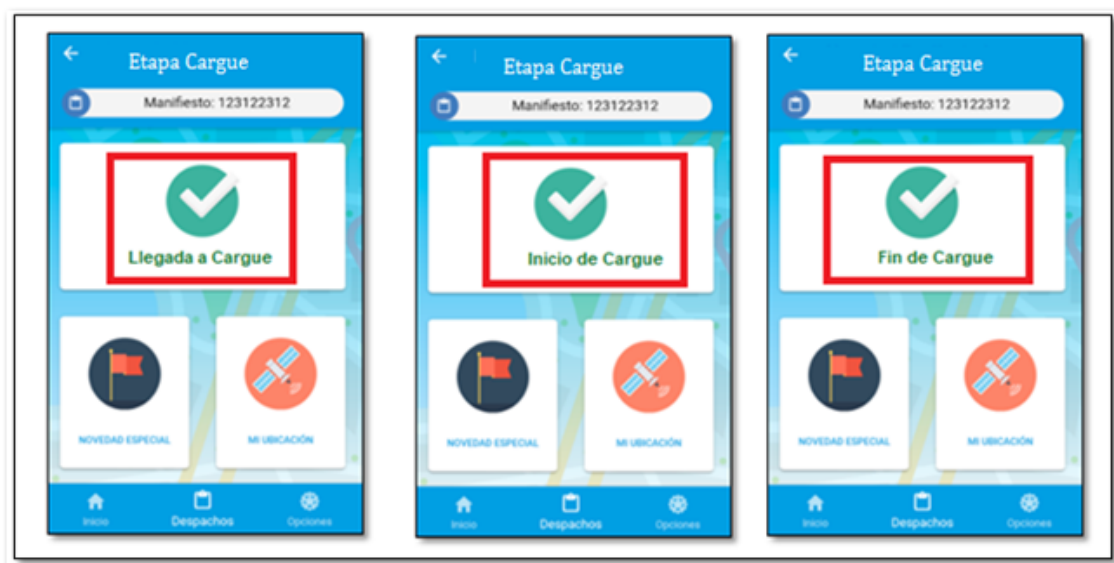 Etapa Cargue
Manifiesto: 123122312
Llegada a Cargue
NOVEDAD ESPECIAL
MI UBICACIÓN
Inicio
Despachos
Opciones
Etapa Cargue
Manifiesto: 123122312
Inicio de Cargue
NOVEDAD ESPECIAL
MI UBICACIÓN
Inicio
Despachos
Opciones
Etapa Cargue
Manifiesto: 123122312
Fin de Cargue
NOVEDAD ESPECIAL
MI UBICACIÓN
Inicio
Despachos
Opciones